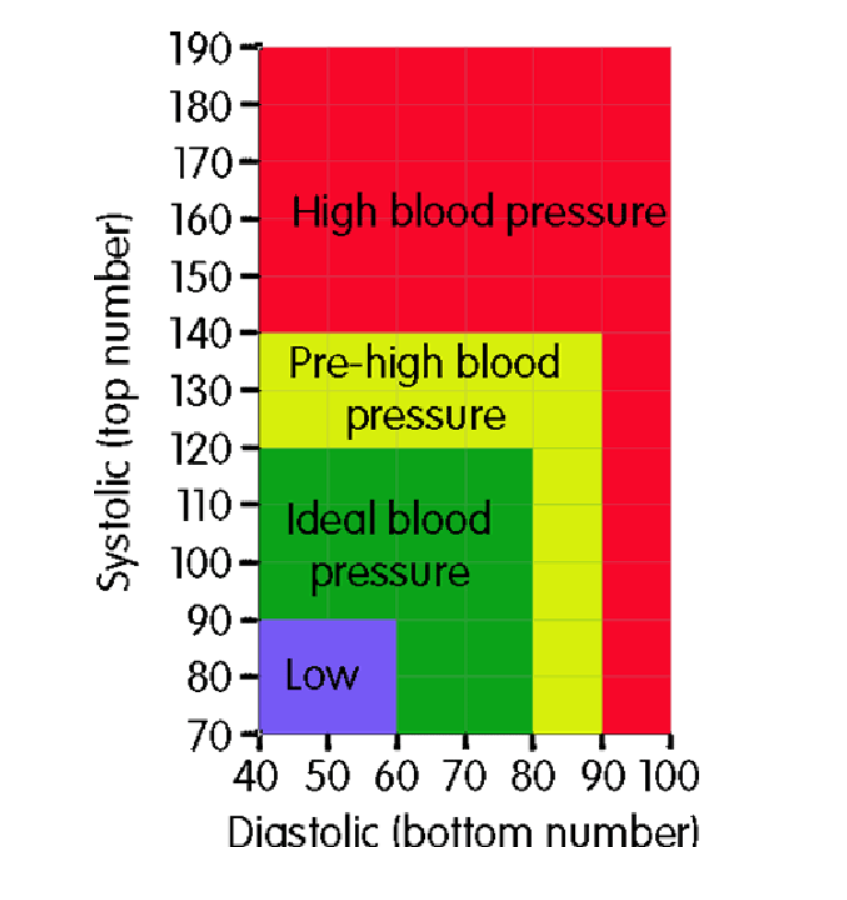 190
180
170
160
150
140
130
120
110
100
90
80
70
Systolic (top number)
High blood pressure
Pre-high blood
pressure
Ideal blood
pressure
Low
40 50 60 70 80 90 100
Diastolic (bottom number)